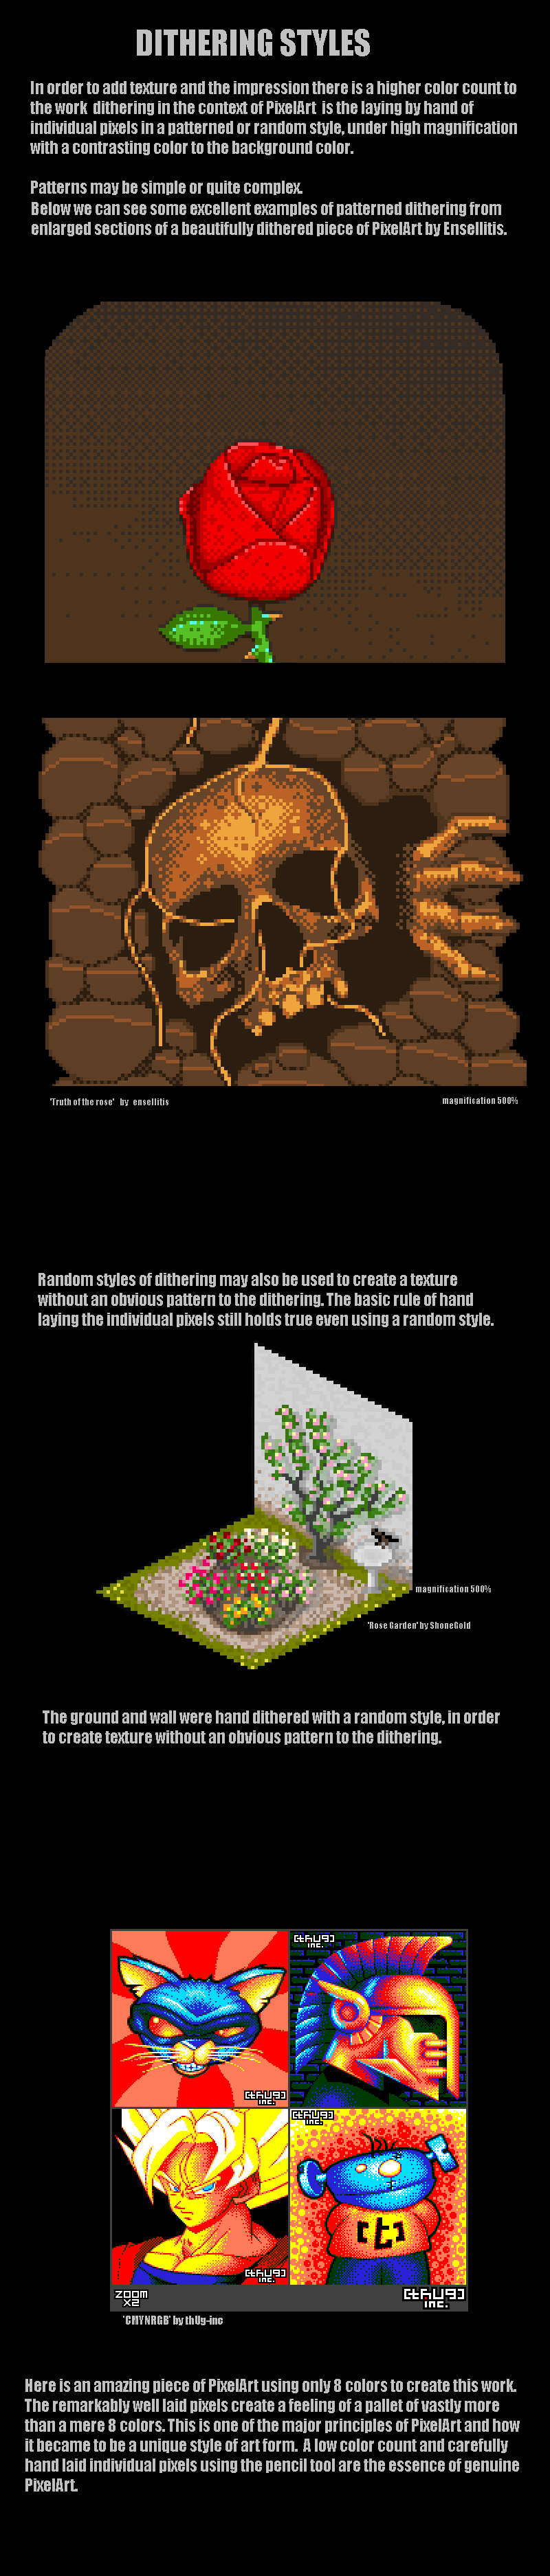 DITHERING STYLES
In order to add texture and the impression there is a higher color count to
the work dithering in the context of PixelArt is the laying by hand of
individual pixels in a patterned or random style, under high magnification
with a contrasting color to the background color.
Patterns may be simple or quite complex.
Below we can see some excellent examples of patterned dithering from
enlarged sections of a beautifully dithered piece of PixelArt by Ensellitis.
'Truth of the rose' by ensellitis
magnification 500%
Random styles of dithering may also be used to create a texture
without an obvious pattern to the dithering. The basic rule of hand
laying the individual pixels still holds true even using a random style.
magnification 500%
'Rose Garden' by ShoneGold
The ground and wall were hand dithered with a random style, in order
to create texture without an obvious pattern to the dithering.
[thug]
inc.
[thug]
inc.
[thug]
inc.
[thug]
inc.
[t]
ZOOM
X2
[thug]
inc.
'CMYNRGB' by thUg-inc
Here is an amazing piece of PixelArt using only 8 colors to create this work.
The remarkably well laid pixels create a feeling of a pallet of vastly more
than a mere 8 colors. This is one of the major principles of PixelArt and how
it became to be a unique style of art form. A low color count and carefully
hand laid individual pixels using the pencil tool are the essence of genuine
PixelArt.